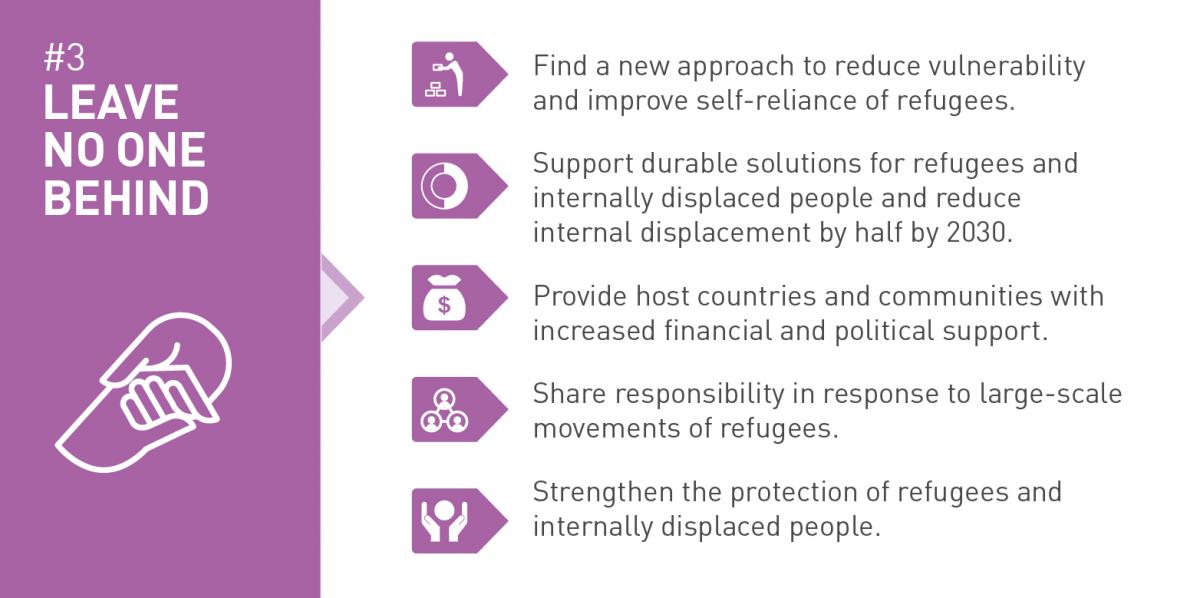 #3
LEAVE
NO ONE
BEHIND
Find a new approach to reduce vulnerability
and improve self-reliance of refugees.
Support durable solutions for refugees and
internally displaced people and reduce
internal displacement by half by 2030.
$
Provide host countries and communities with
increased financial and political support.
Share responsibility in response to large-scale
movements of refugees.
Strengthen the protection of refugees and
internally displaced people.